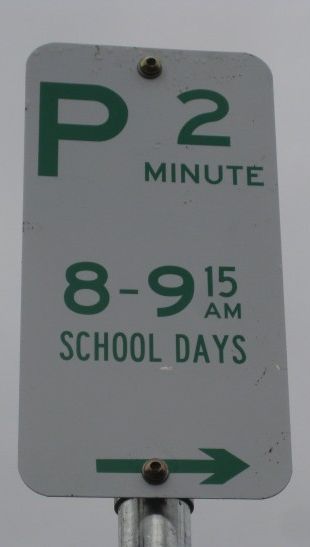 P 2
MINUTE
8-9 15
AM
SCHOOL DAYS